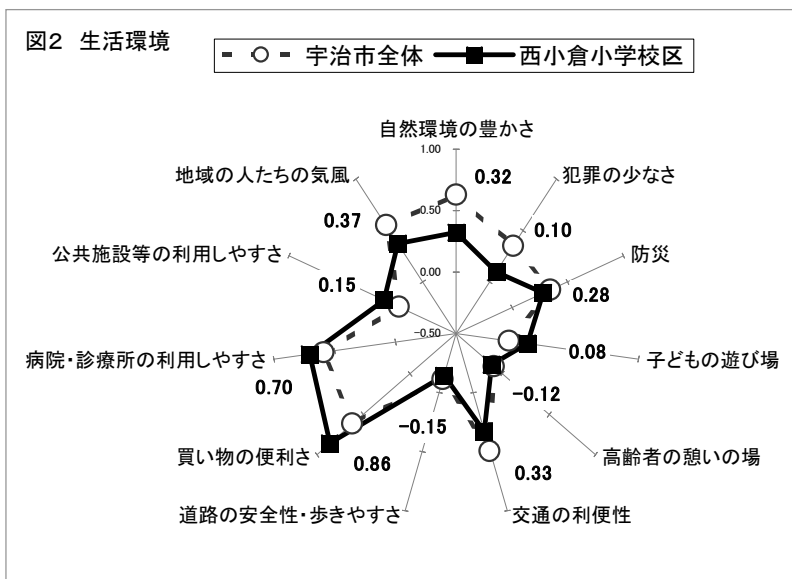 図2 生活環境
宇治市全体 西小倉小学校区
自然環境の豊かさ
1.00
地域の人たちの気風
0.32
犯罪の少なさ
0.37
0.50
0.10
公共施設等の利用しやすさ
防災
0.15
0.00
0.28
-0.50
0.08
病院・診療所の利用しやすさ
子どもの遊び場
0.70
-0.12
-0.15
買い物の便利さ
0.86
高齢者の憩いの場
0.33
道路の安全性・歩きやすさ
交通の利便性